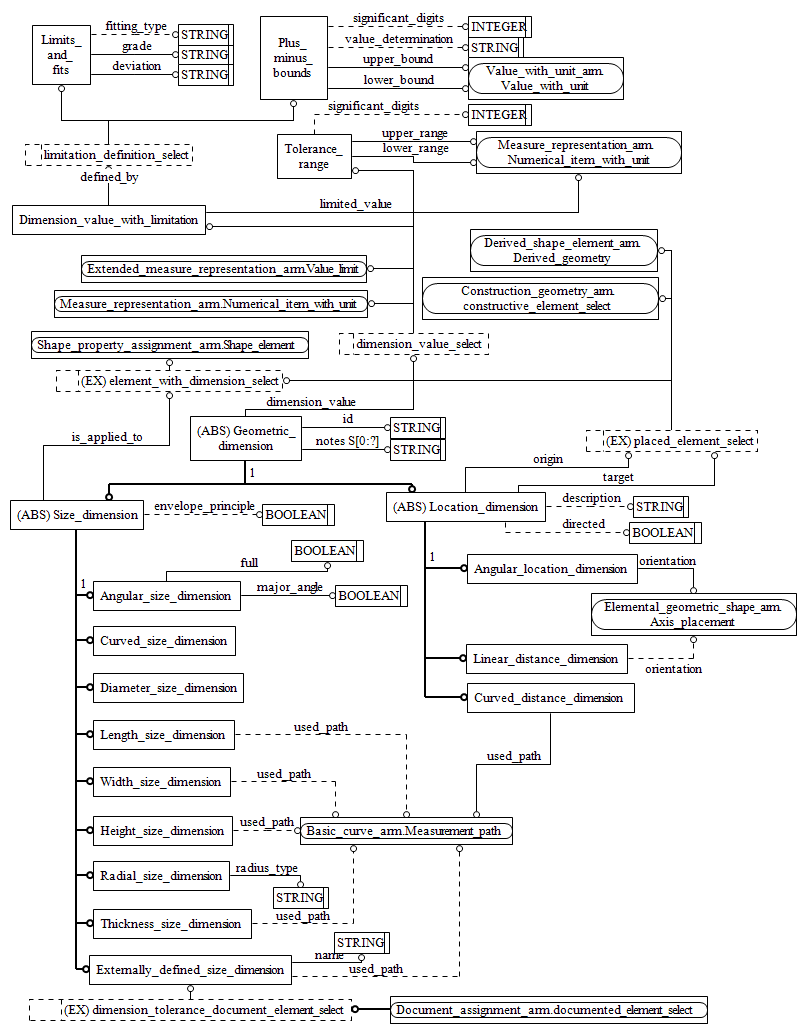 fitting_type
Limits_
and_
fits
STRING
grade
STRING
deviation
STRING
Plus_
minus_
bounds
significant_digits
INTEGER
value_determination
STRING
upper_bound
lower_bound
Value_with_unit_arm.
Value_with_unit
significant_digits
INTEGER
Tolerance_
range
upper_range
lower_range
Measure_representation_arm.
Numerical_item_with_unit
limitation_definition_select
defined_by
Dimension_value_with_limitation
limited_value
Derived_shape_element_arm.
Derived_geometry
Extended_measure_representation_arm.Value_limit
Construction_geometry_arm.
constructive_element_select
Measure_representation_arm.Numerical_item_with_unit
Shape_property_assignment_arm.Shape_element
dimension_value_select
(EX) element_with_dimension_select
dimension_value
(ABS) Geometric_
dimension
id
STRING
notes S[0:?]
STRING
is_applied_to
(EX) placed_element_select
origin
target
1
(ABS) Size_dimension
envelope_principle
BOOLEAN
(ABS) Location_dimension
description
STRING
directed
BOOLEAN
BOOLEAN
full
1
Angular_size_dimension
major_angle
BOOLEAN
1
Angular_location_dimension
orientation
Elemental_geometric_shape_arm.
Axis_placement
Curved_size_dimension
Linear_distance_dimension
orientation
Diameter_size_dimension
Curved_distance_dimension
Length_size_dimension
used_path
used_path
Width_size_dimension
used_path
Height_size_dimension
used_path
Basic_curve_arm.Measurement_path
Radial_size_dimension
radius_type
STRING
Thickness_size_dimension
used_path
STRING
name
Externally_defined_size_dimension
used_path
(EX) dimension_tolerance_document_element_select
Document_assignment_arm.documented_element_select